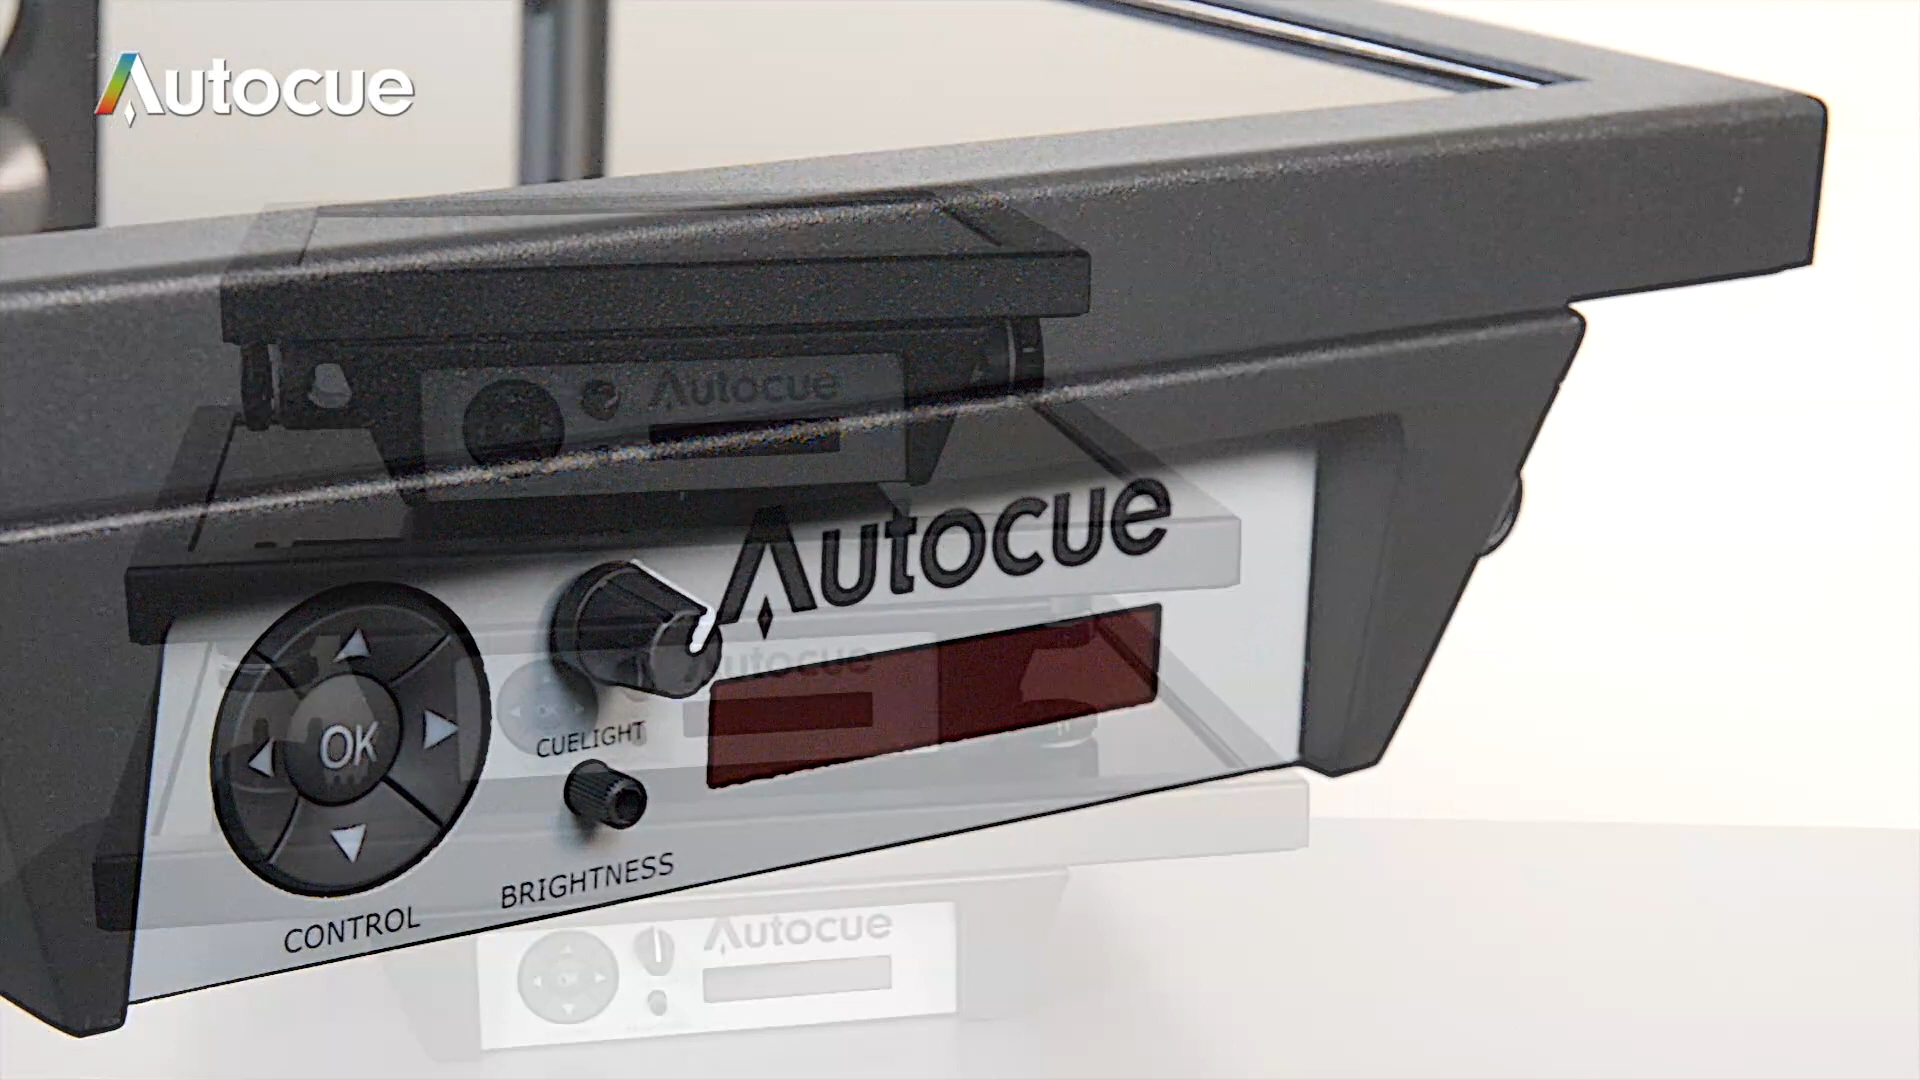 Autocue
Autocue
Autocue
OK
Autocue
CUELIGHT
BRIGHTNESS
CONTROL
Autocue